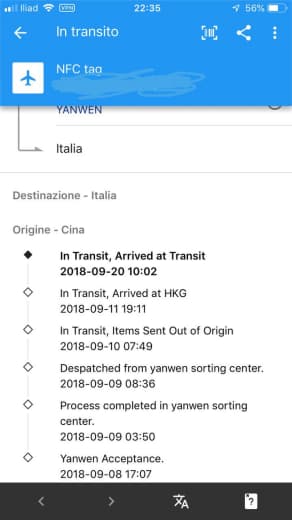 Iliad VPN 22:35 56%
In transito
NFC tag
YANWEN
Italia
Destinazione - Italia
Origine - Cina
In Transit, Arrived at Transit
2018-09-20 10:02
In Transit, Arrived at HKG
2018-09-11 19:11
In Transit, Items Sent Out of Origin
2018-09-10 07:49
Despatched from yanwen sorting center.
2018-09-09 08:36
Process completed in yanwen sorting
center.
2018-09-09 03:50
Yanwen Acceptance.
2018-09-08 17:07